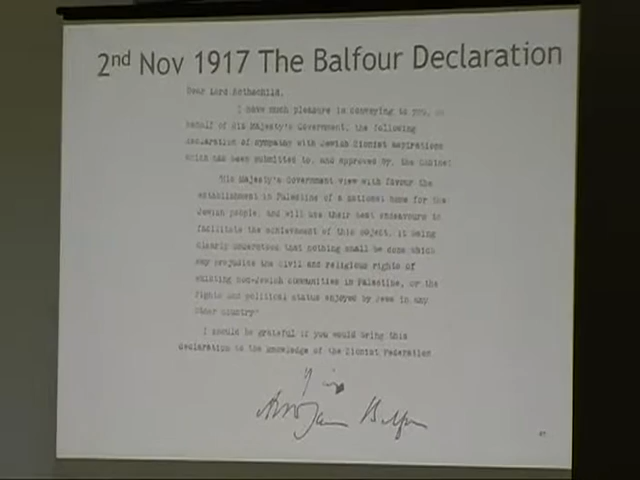 2nd Nov 1917 The Balfour Declaration
Dear Lord Rothschild,
I have much pleasure in conveying to you, on
behalf of His Majesty's Government, the following
declaration of sympathy with Jewish Zionist aspirations
which has been submitted to, and approved by, the Cabinet
"His Majesty's Government view with favour the
establishment in Palestine of a national home for the
Jewish people, and will use their best endeavours to
facilitate the achievement of this object, it being
clearly understood that nothing shall be done which
may prejudice the civil and religious rights of
existing non-Jewish communities in Palestine, or the
rights and political status enjoyed by Jews in any
other country"
I should be grateful if you would bring this
declaration to the knowledge of the Zionist Federation
Arthur James Balfour